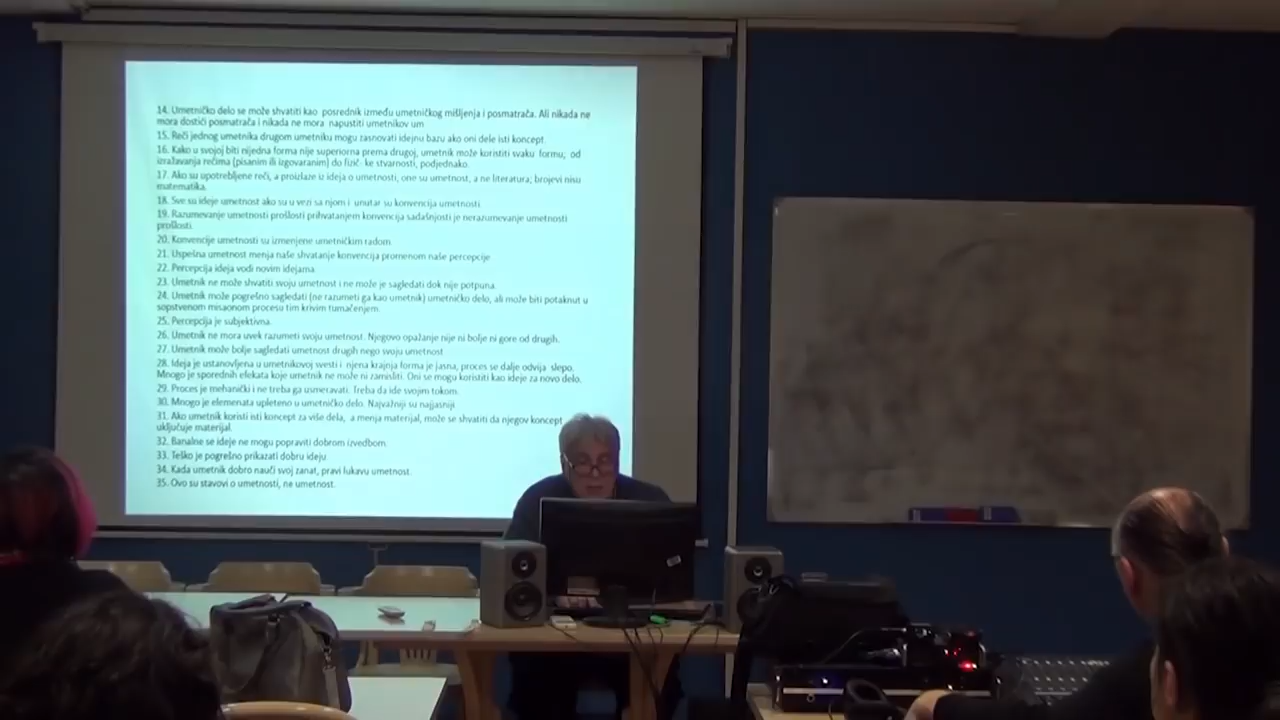 14. Umetničko delo se može shvatiti kao posrednik između umetničkog mišljenja i posmatrača. Ali nikada ne
mora dostići posmatrača i nikada ne mora napustiti umetnikov um
15. Reči jednog umetnika drugom umetniku mogu zasnovati idejnu bazu ako oni dele isti koncept.
16. Kako u svojoj biti nijedna forma nije superiorna prema drugoj, umetnik može koristiti svaku formu, od
izražavanja rečima (pisanim ili izgovaranim) do fizič- ke stvarnosti, podjednako.
17. Ako su upotrebljene reči, a proizlaze iz ideja o umetnosti, one su umetnost, a ne literatura; brojevi nisu
matematika.
18. Sve su ideje umetnost ako su u vezi sa njom i unutar su konvencija umetnosti.
19. Razumevanje umetnosti prošlosti prihvatanjem konvencija sadašnjosti je nerazumevanje umetnosti
prošlosti.
20. Konvencije umetnosti su izmenjene umetničkim radom.
21. Uspešna umetnost menja naše shvatanje konvencija promenom naše percepcije
22. Percepcija ideja vodi novim idejama
23. Umetnik ne može shvatiti svoju umetnost i ne može je sagledati dok nije potpuna.
24. Umetnik može pogrešno sagledati (ne razumeti ga kao umetnik) umetničko delo, ali može biti potaknut u
sopstvenom misaonom procesu tim krivim tumačenjem.
25. Percepcija je subjektivna.
26. Umetnik ne mora uvek razumeti svoju umetnost. Njegovo opažanje nije ni bolje ni gore od drugih.
27. Umetnik može bolje sagledati umetnost drugih nego svoju umetnost
28. Ideja je ustanovljena u umetnikovoj svesti i njena krajnja forma je jasna, proces se dalje odvija slepo.
Mnogo je sporednih efekata koje umetnik ne može ni zamisliti. Oni se mogu koristiti kao ideje za novo delo.
29. Proces je mehanički i ne treba ga usmeravati. Treba da ide svojim tokom.
30. Mnogo je elemenata upleteno u umetničko delo. Najvažniji su najjasniji
31. Ako umetnik koristi isti koncept za više dela, a menja materijal, može se shvatiti da njegov koncept
uključuje materijal.
32. Banalne se ideje ne mogu popraviti dobrom izvedbom.
33. Teško je pogrešno prikazati dobru ideju
34. Kada umetnik dobro nauči svoj zanat, pravi lukavu umetnost.
35. Ovo su stavovi o umetnosti, ne umetnost.